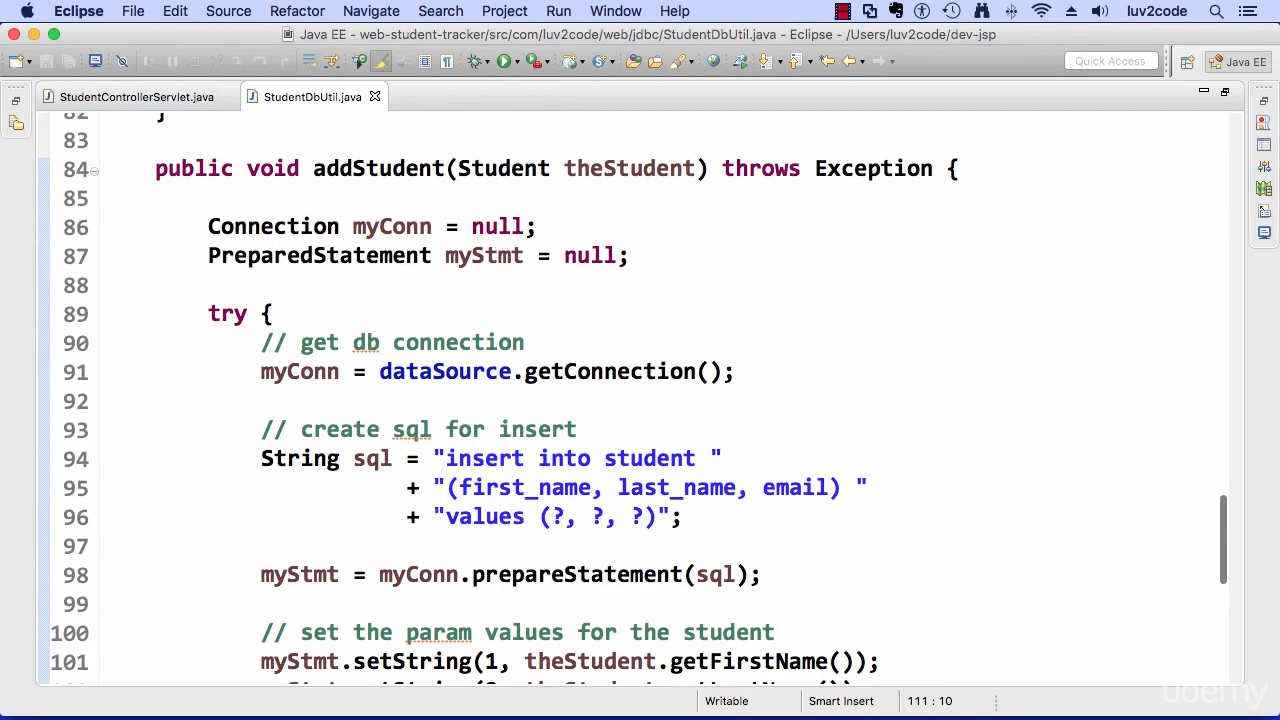 Eclipse File Edit Source Refactor Navigate Search Project Run Window Help luv2code
Java EE - web-student-tracker/src/com/luv2code/web/jdbc/StudentDbUtil.java - Eclipse - /Users/luv2code/dev-jsp
Quick Access Java EE
StudentControllerServlet.java StudentDbUtil.java
82 }
83
84 public void addStudent(Student theStudent) throws Exception {
85
86 Connection myConn = null;
87 PreparedStatement myStmt = null;
88
89 try {
90 // get db connection
91 myConn = dataSource.getConnection();
92
93 // create sql for insert
94 String sql = "insert into student "
95 + "(first_name, last_name, email) "
96 + "values (?, ?, ?)";
97
98 myStmt = myConn.prepareStatement(sql);
99
100 // set the param values for the student
101 myStmt.setString(1, theStudent.getFirstName());
Writable Smart Insert 111 : 10
udemy